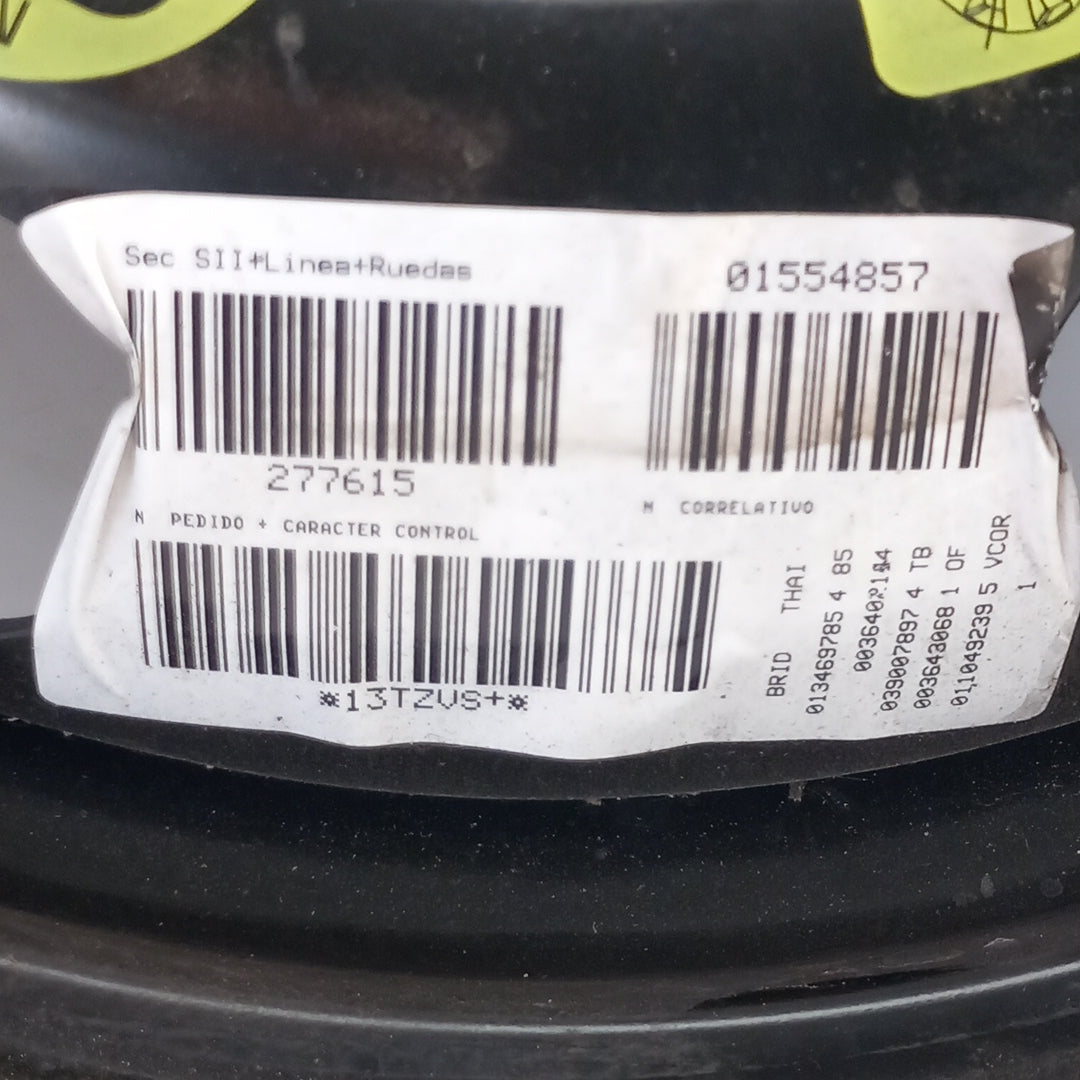 Sec SII+Linea+Ruedas
01554857
277615
N CORRELATIVO
N PEDIDO + CARACTER CONTROL
*13TZVS+*
BRID THAI
013469785 4 85
003640
039007897 4 TB
003643068 1 OF
011049239 5 VCOR
1